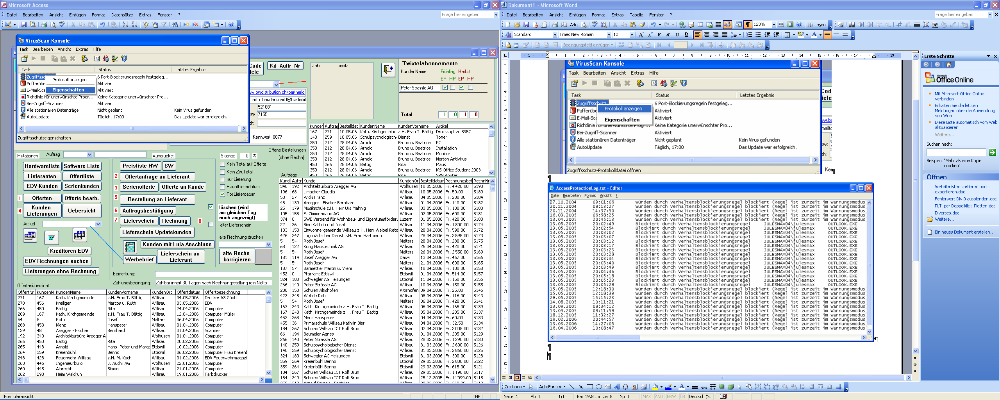 Microsoft Access
Datei Bearbeiten Ansicht Einfügen Format Datensätze Extras Fenster ?
Frage hier eingeben
VirusScan-Konsole
Task Bearbeiten Ansicht Extras Hilfe
Task Status Letztes Ergebnis
Zugriffssc 6 Port-Blockierungsregeln festgeleg...
Pufferübe Aktiviert
E-Mail-Sca Aktiviert
Richtlinie für unerwünschte Progr... Keine Kategorie unerwünschter Pro...
Bei-Zugriff-Scanner Aktiviert
Alle stationären Datenträger Nicht geplant Kein Virus gefunden
AutoUpdate Täglich, 17:00 Das Update war erfolgreich.
Protokoll anzeigen
Eigenschaften
Zugriffsschutzeigenschaften
Code
iele
Kd Auftr Nr
Jahr: Umsatz
Twixtelabonnemente
KundenName Frühling Herbst
EP MP EP MP
Peter Strässle AG
Total 1 0 1 0
ww.bwdistribution.ch/partnerlo
mailto: haudenschild@bwdistril
521681
7155
zh:
Kennwort: 8077
Offene Bestellungen
(ohne Rechn)
Kunder Auftrag Bestelldat KundenName KundenVorname Artikel
167 271 10.05.06 Kath. Kirchgemeind z.H. Frau T. Bättig Druckkopf zu 895C
140 259 10.05.06 Schulpsychologisch Dienst Toner
350 212 28.04.06 Arnold Bruno u. Beatrice PC
350 212 28.04.06 Arnold Bruno u. Beatrice Installation
350 212 28.04.06 Arnold Bruno u. Beatrice Monitor
350 212 28.04.06 Arnold Bruno u. Beatrice Norton Antivirus
450 266 28.04.06 Bättig Rita Maus
350 212 28.04.06 Arnold Bruno u. Beatrice MS Office Student 2003
450 266 28.04.06 Bättig Rita VPN Router
Mutationen Auftrag Ausdrucke: Skonto: 0 %
Hardwareliste Software Liste
Lieferanten Offertliste
EDV-Kunden Serienkunden
1 Offerten Offerte bearb.
4 Kunden Lieferungen Uebersicht
Artikel
Kreditoren EDV
EDV Rechnungen suchen
Lieferungen ohne Rechnung
Preisliste HW SW
2 Offertanfrage an Lieferant
3 Serienofferte Offerte an Kunde
5 Bestellung an Lieferant
6 Auftragsbestätigung
7 Lieferschein Rechnung 8
Lieferschein Updatekunden
Kunden mit Lula Anschluss
Werbebrief Lieferschein an Lieferant
Kein Total auf Offerte
Kein Zw.Total
nur Lieferung
HauptLieferdatum
PosLieferdatum
löschen (wird
am gleichen Tag
noch angezeigt)
alter Lieferschein
alte Rechnung drucken
alte Rechn
korrigieren
Bemerkung:
Zahlungsbedingung: Zahlbar innert 30 Tagen nach Rechnungsstellung rein Netto
Aufträge
Kund Auftr Kunde KundenOr Bestelldatum Rechnungsbet RechnNr
340 192 Architekturbüro Aregger AG Wolhusen 10.05.2006 Fr. 4'420.00 5190
196 68 Limacher Claudia Willisau 10.05.2006 Fr. 50.00 5189
50 27 Wicki Franz Willisau 04.05.2006 Fr. 200.00 5184
48 139 Aregger - Fischer Bernhard Willisau 01.04.2006 Fr. 140.00 5182
25 179 Musikschule z.H. Herr Urs Mahnig Willisau 03.05.2006 Fr. 100.00 5183
105 155 E. Zimmermann AG Willisau 02.05.2006 Fr. 600.00 5181
374 0 SWE Verband für Wohnbau- und Eigentumsförderu Luzern 01.05.2006 Fr. 420.00 5180
22 36 Bieri Kathrin und Josef Willisau 11.04.2006 Fr. 1'800.00 5174
183 150 Einwohnergemeinde Willisau z.H. Herr Weibel Reto Willisau 28.04.2006 Fr. 590.00 5172
426 247 Logopädischer Dienst z.H. Frau Hartmann Willisau 28.04.2006 Fr. 2'595.00 5173
5 54 Roth Josef Malters 28.04.2006 Fr. 280.00 5175
68 122 Küng Haustechnik AG Willisau 26.04.2006 Fr. 420.00 5171
5 54 Roth Josef Malters 26.04.2006 Fr. 2'550.00 5169
181 114 Josef Aregger AG Daiwil 13.04.2006 Fr. 467.00 5166
5 54 Roth Josef Malters 21.04.2006 Fr. 690.00 5165
187 57 Barmettler Martin u. Vreni Willisau 18.04.2006 Fr. 100.00 5158
452 0 Pfarramt Ettiswil Ettiswil 01.04.2006 Fr. 514.00 5157
324 180 Schwegler AG Heizungen Ettiswil 11.04.2006 Fr. 150.00 5156
266 140 Peter Strässle AG Willisau 10.04.2006 Fr. 150.00 5155
288 158 Schulen Altishofen Altishofen 09.04.2006 Fr. 25.00 5146
422 245 Wehrle Robi Willisau 08.04.2006 Fr. 116.00 5143
5 54 Roth Josef Malters 06.04.2006 Fr. 420.00 5141
167 243 Kath. Kirchgemeinde z.H. Frau T. Bättig Willisau 06.04.2006 Fr. 165.00 5139
167 243 Kath. Kirchgemeinde z.H. Frau T. Bättig Willisau 05.04.2006 Fr. 205.00 5137
453 268 Menz Hanspeter Willisau 04.04.2006 Fr. 60.00 5133
455 36 Primarschule Willisau Kathrin Bieri Willisau 04.04.2006 Fr. 32.50 5134
184 267 Schulen Willisau ICT Rolf Brun Willisau 02.04.2006 Fr. 2'008.00 5132
66 194 Baumeler Agnes Willisau 01.04.2006 Fr. 205.00 5129
266 140 Peter Strässle AG Willisau 28.03.2006 Fr. 1'290.00 5130
140 259 Schulpsychologischer Dienst Willisau 31.03.2006 Fr. 2'600.00 5126
140 259 Schulpsychologischer Dienst Willisau 31.03.2006 Fr. 2'860.00 5125
324 180 Schwegler AG Heizungen Ettiswil 31.03.2006 Fr. 300.00 5128
359 264 Kreienbühl Benno Ettiswil 29.03.2006 Fr. 2'800.00 5122
359 264 Kreienbühl Benno Ettiswil 29.03.2006 Fr. 615.00 5121
184 267 Schulen Willisau ICT Rolf Brun Willisau 29.03.2006 Fr. 1'190.00 5117
184 249 Schulen Willisau ICT Rolf Brun Willisau 25.12.2005 Fr. 14'099.00 5115
Offertenübersicht
OffertNr KundenNr KundenName KundenVorname KundenOrt Offertdatum Offertbezeichnung
271 167 Kath. Kirchgemeinde z.H. Frau T. Bättig Willisau 04.05.2006 Drucker A3 Günti
270 456 Kreiliger Marcos u. Ruth Willisau 03.05.2006 EDV
266 450 Bättig Rita Willisau 24.04.2006 Computer
269 167 Kath. Kirchgemeinde z.H. Frau T. Bättig Willisau 12.04.2006 Computer Müller
54 5 Roth Josef Malters 06.04.2006 Computer
268 453 Menz Hanspeter Willisau 01.04.2006 Computer
139 48 Aregger - Fischer Bernhard Willisau 01.04.2006 Scanner
192 340 Architekturbüro Aregger A Wolhusen 01.04.2006 Computer
266 450 Bättig Rita Willisau 20.02.2006 Computer
265 448 Arnold Hans- Peter und Marga Ettiswil 10.02.2006 Computer
264 359 Kreienbühl Benno Ettiswil 06.02.2006 Computer Frau Kreienb
248 428 Feuerwehr Willisau z.H. M. Koch Willisau 01.02.2006 EDV Feuerwehrmagazi
263 446 Ingenieurbüro J. Auchli AG Wolhusen 22.01.2006 Computer
260 445 Albrecht Simon Willisau 21.01.2006 Computer
262 290 Heim Waldruh Willisau 19.01.2006 Farbdrucker
Formularansicht NF
Dokument1 - Microsoft Word
Datei Bearbeiten Ansicht Einfügen Format Extras Tabelle Fenster ?
Frage hier eingeben
123% Lesen
Standard Times New Roman 12 F K U D
Bedingungsfeld einfügen
VirusScan-Konsole
Task Bearbeiten Ansicht Extras Hilfe
Task Status Letztes Ergebnis
Zugriffsschutz 6 Port-Blockierungsregeln festgeleg...
Pufferübe Aktiviert
E-Mail-Sca Aktiviert
Richtlinie für unerwünschte Progr... Keine Kategorie unerwünschter Pro...
Bei-Zugriff-Scanner Aktiviert
Alle stationären Datenträger Nicht geplant Kein Virus gefunden
AutoUpdate Täglich, 17:00 Das Update war erfolgreich.
Protokoll anzeigen
Eigenschaften
Zugriffsschutz-Protokolldatei öffnen
AccessProtectionLog.txt - Editor
Datei Bearbeiten Format Ansicht ?
27.10.2004 09:01:06 Würden durch Verhaltensblockierungsregel blockiert (Regel ist zurzeit im Warnungsmodus
20.11.2004 08:13:27 Würden durch Verhaltensblockierungsregel blockiert (Regel ist zurzeit im Warnungsmodus
20.11.2004 14:37:50 Würden durch Verhaltensblockierungsregel blockiert (Regel ist zurzeit im Warnungsmodus
16.03.2005 06:58:25 Würden durch Verhaltensblockierungsregel blockiert (Regel ist zurzeit im Warnungsmodus
13.04.2005 20:45:13 Würden durch Verhaltensblockierungsregel blockiert (Regel ist zurzeit im Warnungsmodus
13.05.2005 20:02:49 Blockiert durch Verhaltensblockierungsregel JULESMAX04\julesmax OUTLOOK.EXE
13.05.2005 20:02:54 Blockiert durch Verhaltensblockierungsregel JULESMAX04\julesmax OUTLOOK.EXE
13.05.2005 20:03:02 Blockiert durch Verhaltensblockierungsregel JULESMAX04\julesmax OUTLOOK.EXE
13.05.2005 20:03:07 Blockiert durch Verhaltensblockierungsregel JULESMAX04\julesmax OUTLOOK.EXE
13.05.2005 20:03:12 Blockiert durch Verhaltensblockierungsregel JULESMAX04\julesmax OUTLOOK.EXE
13.05.2005 20:03:17 Blockiert durch Verhaltensblockierungsregel JULESMAX04\julesmax OUTLOOK.EXE
13.05.2005 20:03:23 Blockiert durch Verhaltensblockierungsregel JULESMAX04\julesmax OUTLOOK.EXE
13.05.2005 20:03:28 Blockiert durch Verhaltensblockierungsregel JULESMAX04\julesmax OUTLOOK.EXE
13.05.2005 20:03:34 Blockiert durch Verhaltensblockierungsregel JULESMAX04\julesmax OUTLOOK.EXE
13.05.2005 20:03:40 Blockiert durch Verhaltensblockierungsregel JULESMAX04\julesmax OUTLOOK.EXE
13.05.2005 20:03:49 Blockiert durch Verhaltensblockierungsregel JULESMAX04\julesmax OUTLOOK.EXE
13.05.2005 20:04:46 Blockiert durch Verhaltensblockierungsregel JULESMAX04\julesmax OUTLOOK.EXE
13.05.2005 20:05:18 Blockiert durch Verhaltensblockierungsregel JULESMAX04\julesmax OUTLOOK.EXE
13.05.2005 20:05:23 Blockiert durch Verhaltensblockierungsregel JULESMAX04\julesmax OUTLOOK.EXE
13.05.2005 20:05:28 Blockiert durch Verhaltensblockierungsregel JULESMAX04\julesmax OUTLOOK.EXE
15.05.2005 12:18:30 Würden durch Verhaltensblockierungsregel blockiert (Regel ist zurzeit im Warnungsmodus
15.05.2005 12:18:39 Würden durch Verhaltensblockierungsregel blockiert (Regel ist zurzeit im Warnungsmodus
28.05.2005 15:15:23 Würden durch Verhaltensblockierungsregel blockiert (Regel ist zurzeit im Warnungsmodus
14.08.2005 10:11:21 Würden durch Verhaltensblockierungsregel blockiert (Regel ist zurzeit im Warnungsmodus
13.09.2005 08:34:12 Würden durch Verhaltensblockierungsregel blockiert (Regel ist zurzeit im Warnungsmodus
13.09.2005 08:11:58 Würden durch Verhaltensblockierungsregel blockiert (Regel ist zurzeit im Warnungsmodus
18.12.2005 11:32:27 Würden durch Verhaltensblockierungsregel blockiert (Regel ist zurzeit im Warnungsmodus
19.02.2006 20:44:57 Würden durch Verhaltensblockierungsregel blockiert (Regel ist zurzeit im Warnungsmodus
13.03.2006 14:27:05 Würden durch Verhaltensblockierungsregel blockiert (Regel ist zurzeit im Warnungsmodus
16.04.2006 10:08:47 Würden durch Verhaltensblockierungsregel blockiert (Regel ist zurzeit im Warnungsmodus
Erste Schritte
Microsoft
Office Online
Mit Microsoft Office Online
verbinden
Erhalten Sie die letzten
Meldungen über die Anwendung
von Word
Diese Liste automatisch vom Web
aktualisieren
Weitere...
Suchen nach:
Beispiel: "Mehr als eine Kopie
drucken"
Öffnen
Verteilerlisten sortieren und
exportieren.doc
Fehlerwert Div 0 ausblenden.doc
PLT_per Doppelklick_Plotten.doc
Diverses.doc
Weitere...
Ein neues Dokument erstellen...
Zeichnen AutoFormen
Seite 1 Ab 1 1/1 Bei 19.8 cm Ze 5 Sp 1 MAK ÄND ERW ÜB Deutsch (Sc